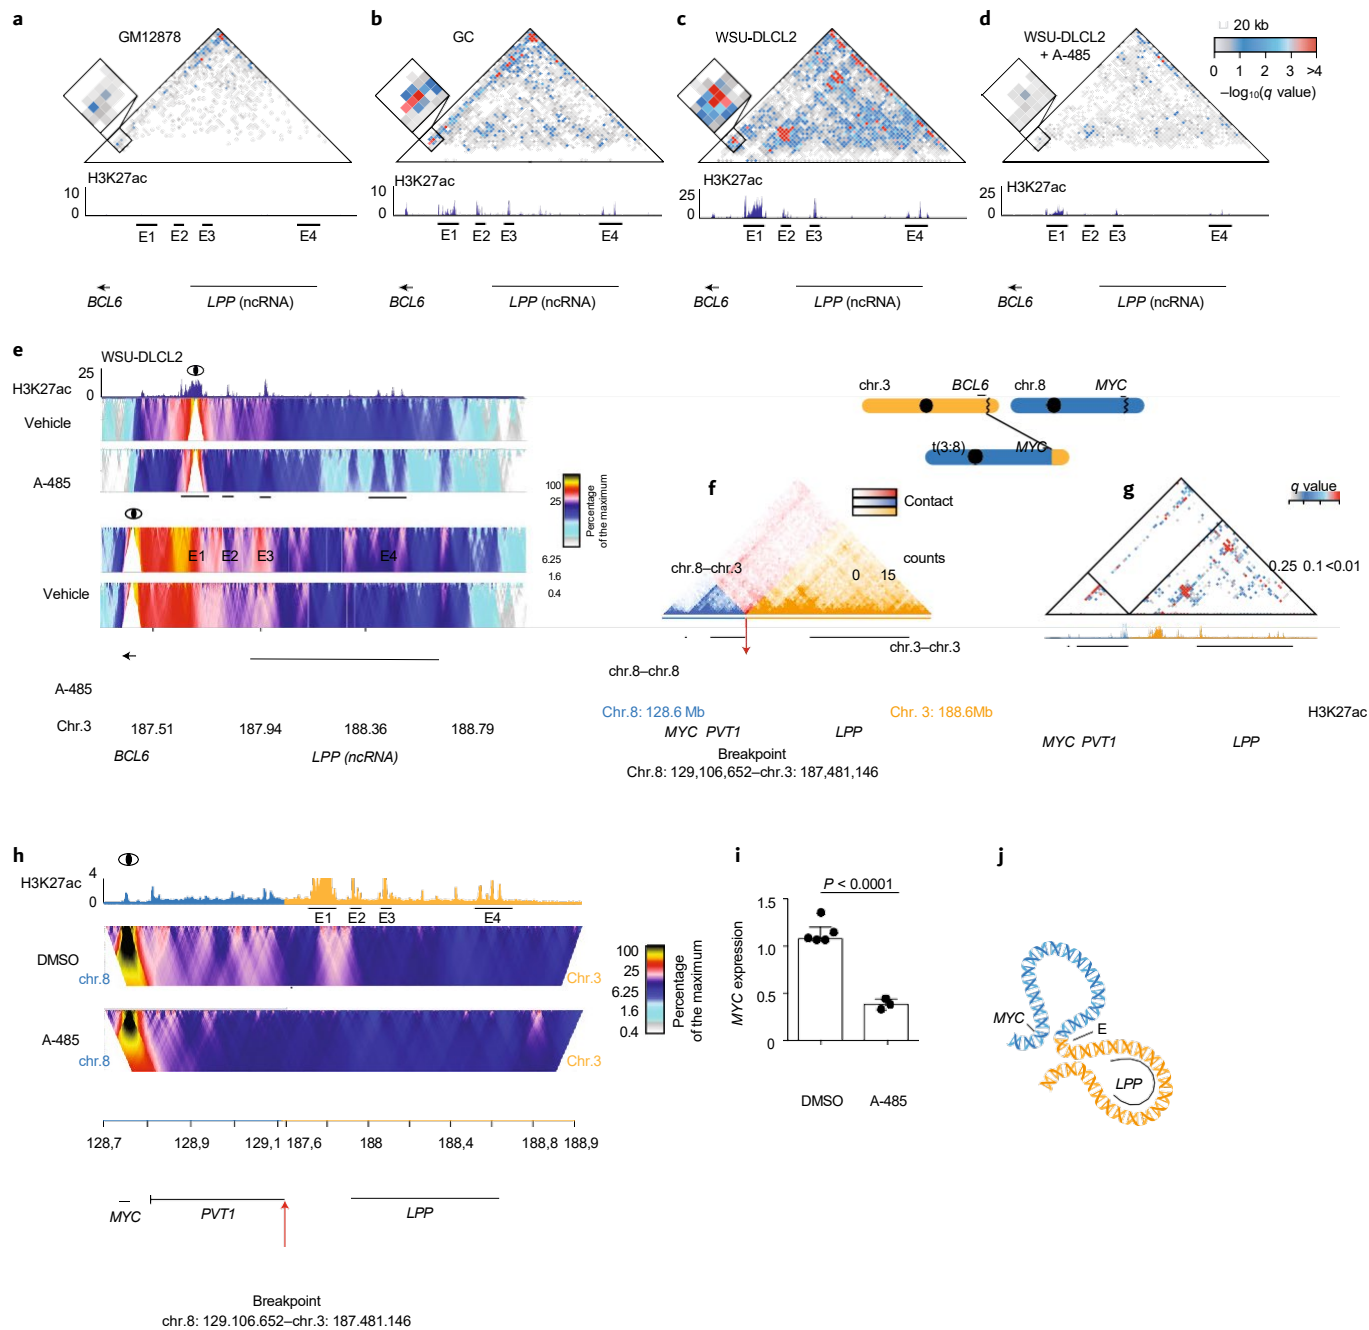 a
GM12878
b
GC
c
WSU-DLCL2
d
WSU-DLCL2
+ A-485
20 kb
0 1 2 3 >4
–log10(q value)
H3K27ac
10
0
E1 E2 E3 E4
BCL6
LPP (ncRNA)
H3K27ac
10
0
E1 E2 E3 E4
BCL6
LPP (ncRNA)
H3K27ac
25
0
E1 E2 E3 E4
BCL6
LPP (ncRNA)
H3K27ac
25
0
E1 E2 E3 E4
BCL6
LPP (ncRNA)
e
WSU-DLCL2
25
H3K27ac
0
Vehicle
A-485
E1 E2 E3 E4
Vehicle
A-485
100
25
6.25
1.6
0.4
Percentage
of the maximum
Chr.3
187.51 187.94 188.36 188.79
BCL6
LPP (ncRNA)
chr.3
BCL6
chr.8
MYC
t(3:8)
MYC
f
Contact
counts
0 15
chr.8–chr.3
chr.3–chr.3
chr.8–chr.8
Chr.8: 128.6 Mb
Chr. 3: 188.6Mb
MYC PVT1
LPP
Breakpoint
Chr.8: 129,106,652–chr.3: 187,481,146
g
q value
0.25 0.1 <0.01
H3K27ac
MYC PVT1
LPP
h
4
H3K27ac
0
E1 E2 E3 E4
DMSO
chr.8
Chr.3
A-485
chr.8
Chr.3
100
25
6.25
1.6
0.4
Percentage
of the maximum
128,7 128,9 129,1 187,6 188 188,4 188,8 188,9
MYC
PVT1
LPP
Breakpoint
chr.8: 129,106,652–chr.3: 187,481,146
i
P < 0.0001
1.5
1.0
0.5
0
MYC expression
DMSO A-485
j
MYC
E
LPP